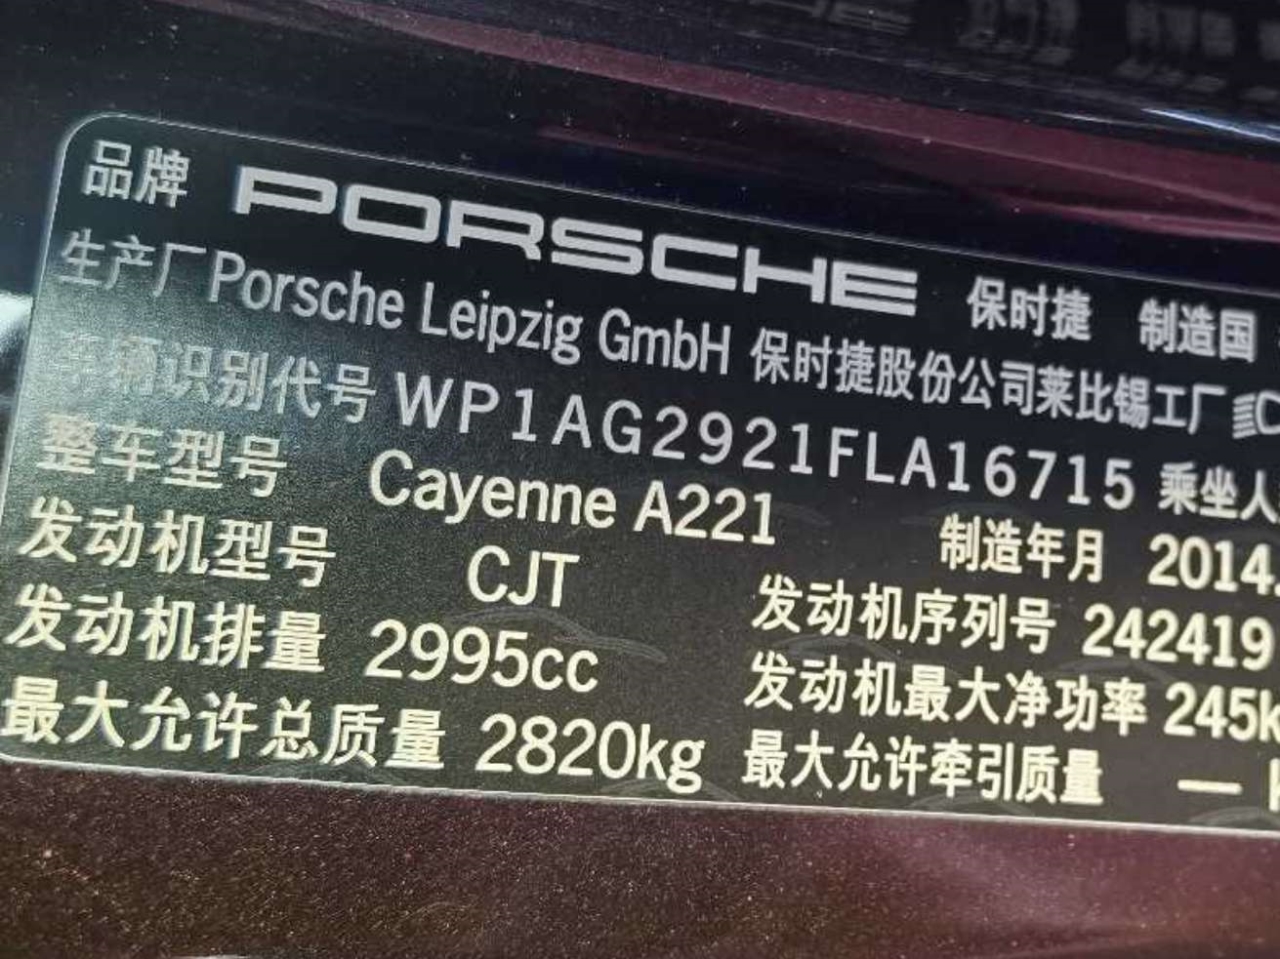 品牌 PORSCHE 保时捷 制造国
生产厂 Porsche Leipzig GmbH 保时捷股份公司莱比锡工厂
车辆识别代号 WP1AG2921FLA16715 乘坐人
整车型号 Cayenne A221 制造年月 2014.
发动机型号 CJT 发动机序列号 242419
发动机排量 2995cc 发动机最大净功率 245k
最大允许总质量 2820kg 最大允许牵引质量 —